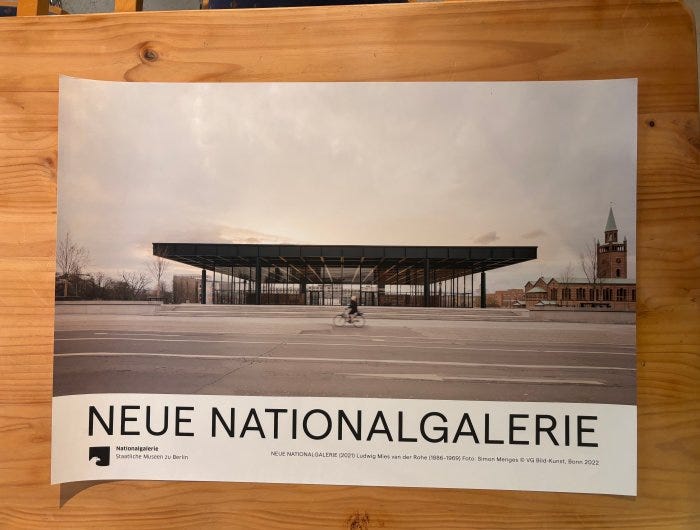 NEUE NATIONALGALERIE
Nationalgalerie
Staatliche Museen zu Berlin
NEUE NATIONALGALERIE (2021) Ludwig Mies van der Rohe (1886–1969) Foto: Simon Menges © VG Bild-Kunst, Bonn 2022